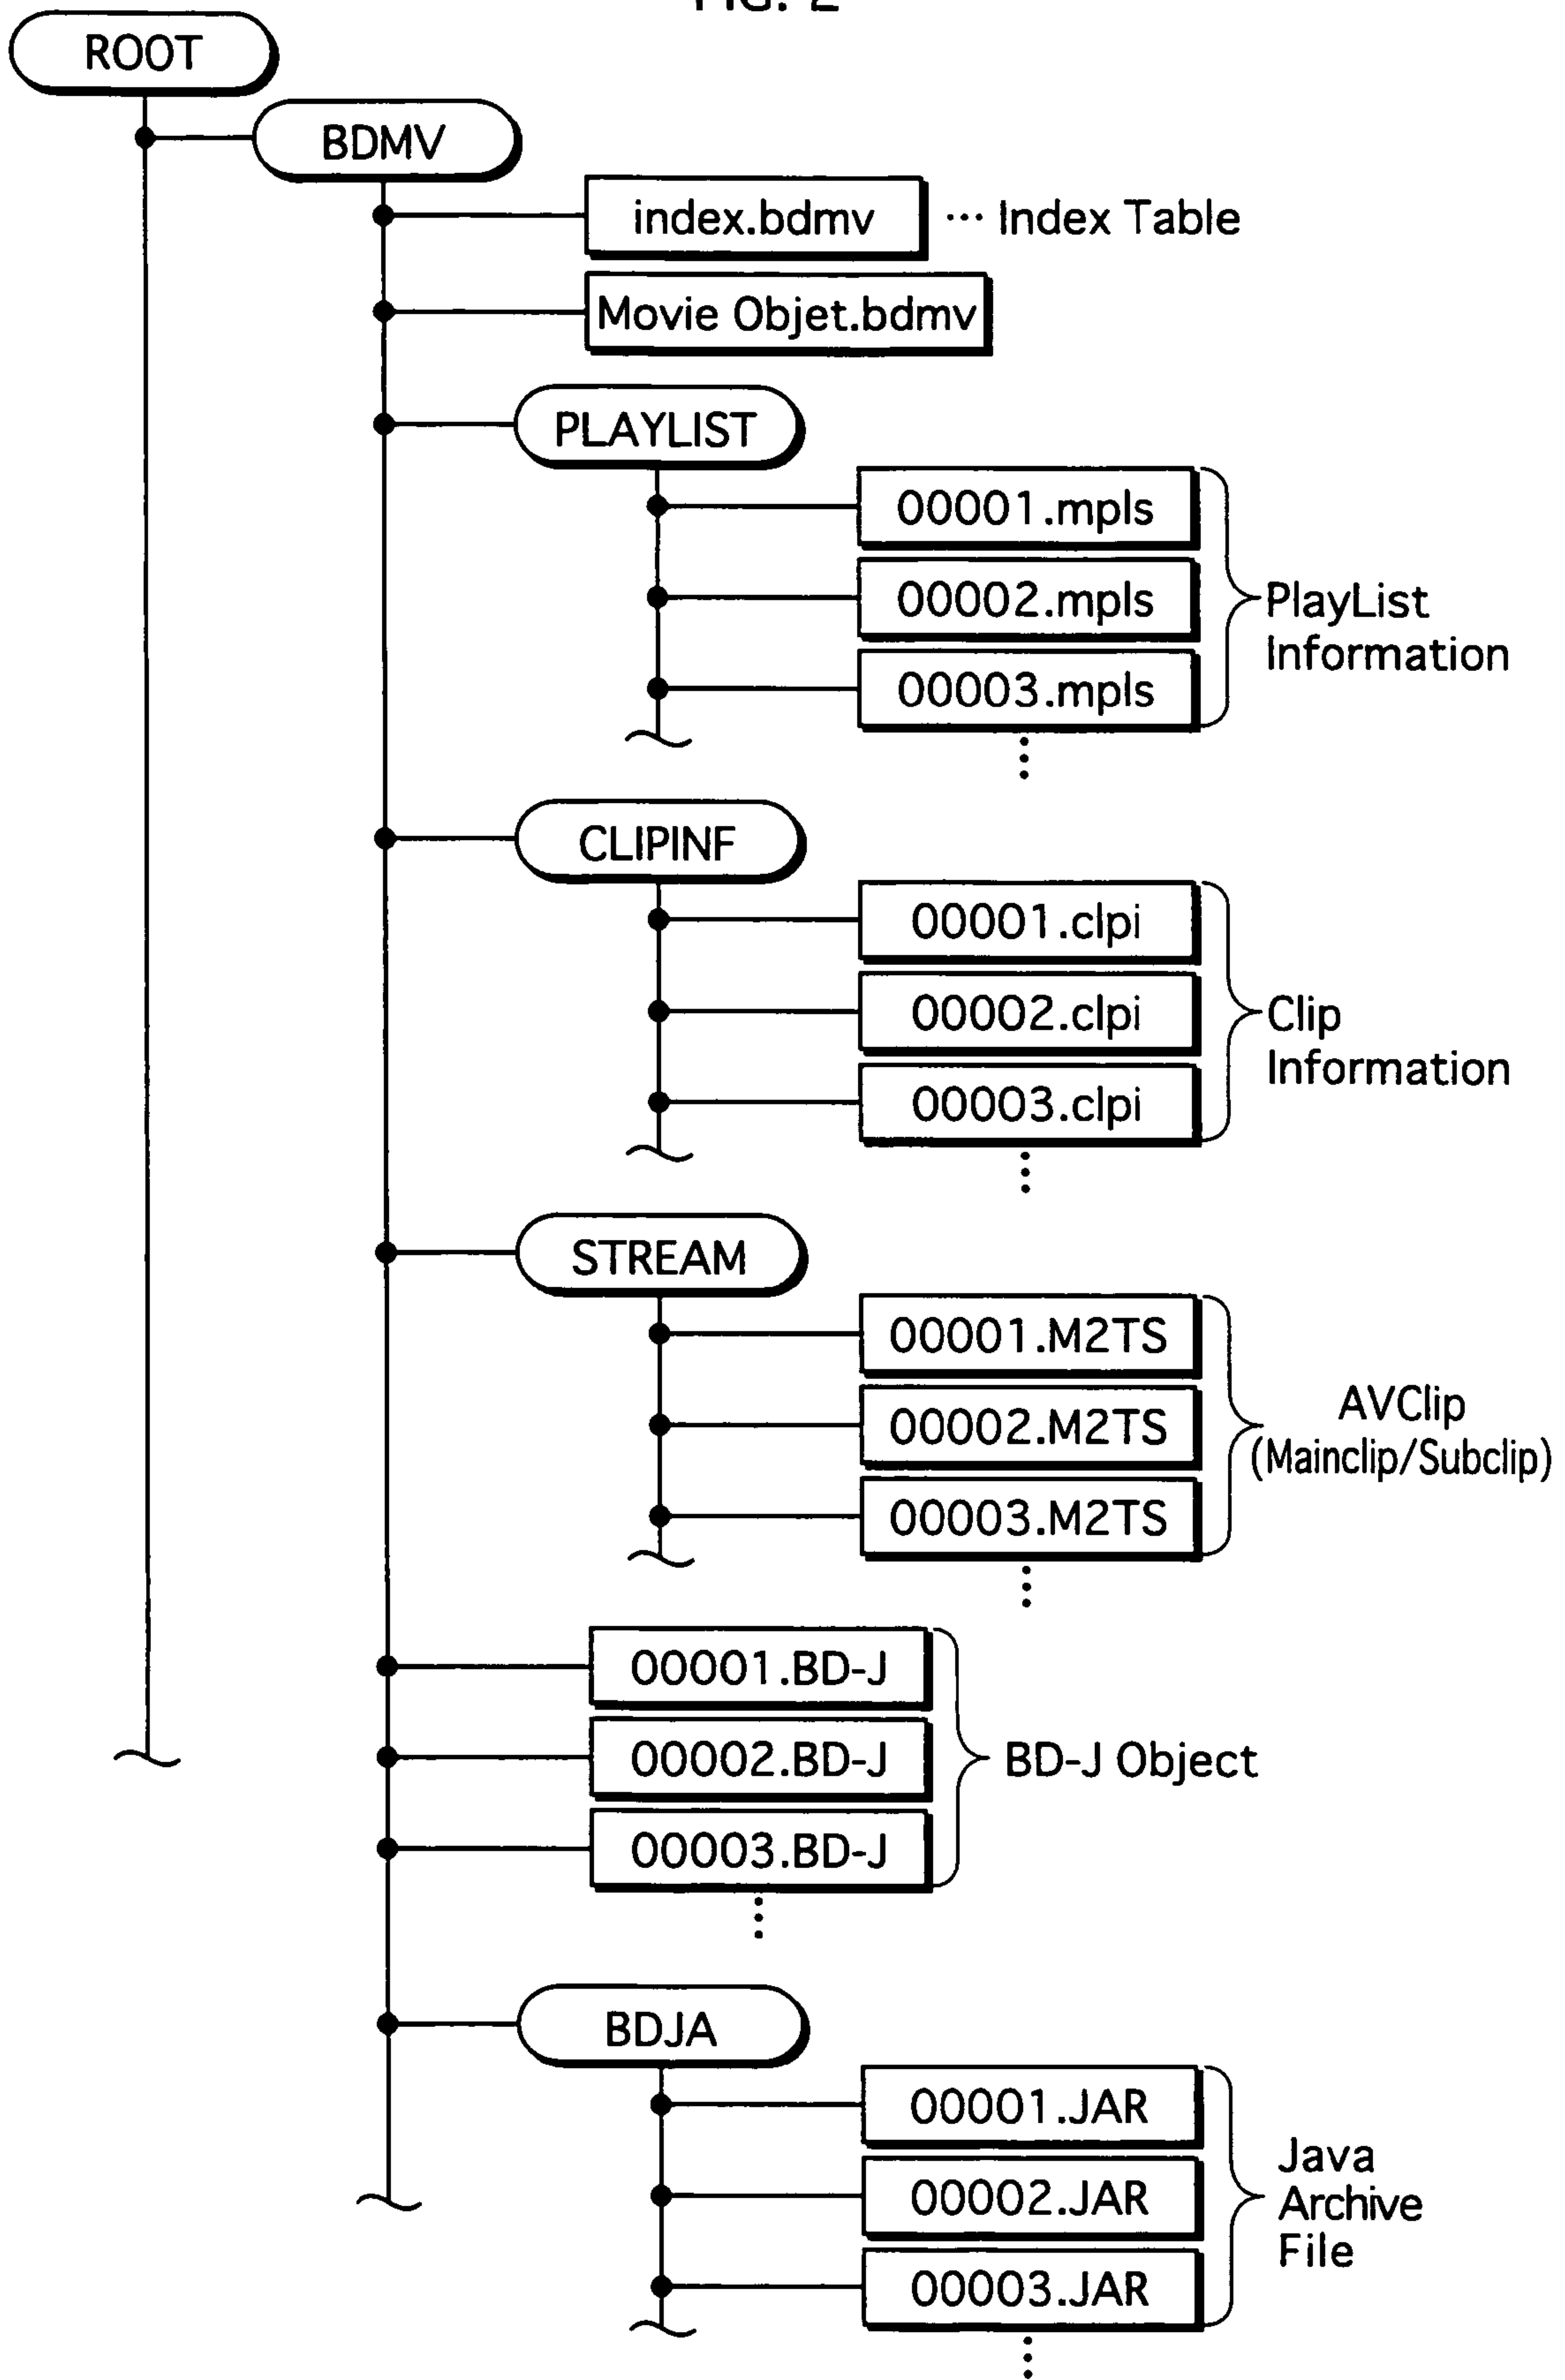 FIG. 2
ROOT
BDMV
index.bdmv ··· Index Table
Movie Objet.bdmv
PLAYLIST
00001.mpls
00002.mpls
00003.mpls
PlayList
Information
CLIPINF
00001.clpi
00002.clpi
00003.clpi
Clip
Information
STREAM
00001.M2TS
00002.M2TS
00003.M2TS
AVClip
(Mainclip/Subclip)
00001.BD-J
00002.BD-J
00003.BD-J
BD-J Object
BDJA
00001.JAR
00002.JAR
00003.JAR
Java
Archive
File